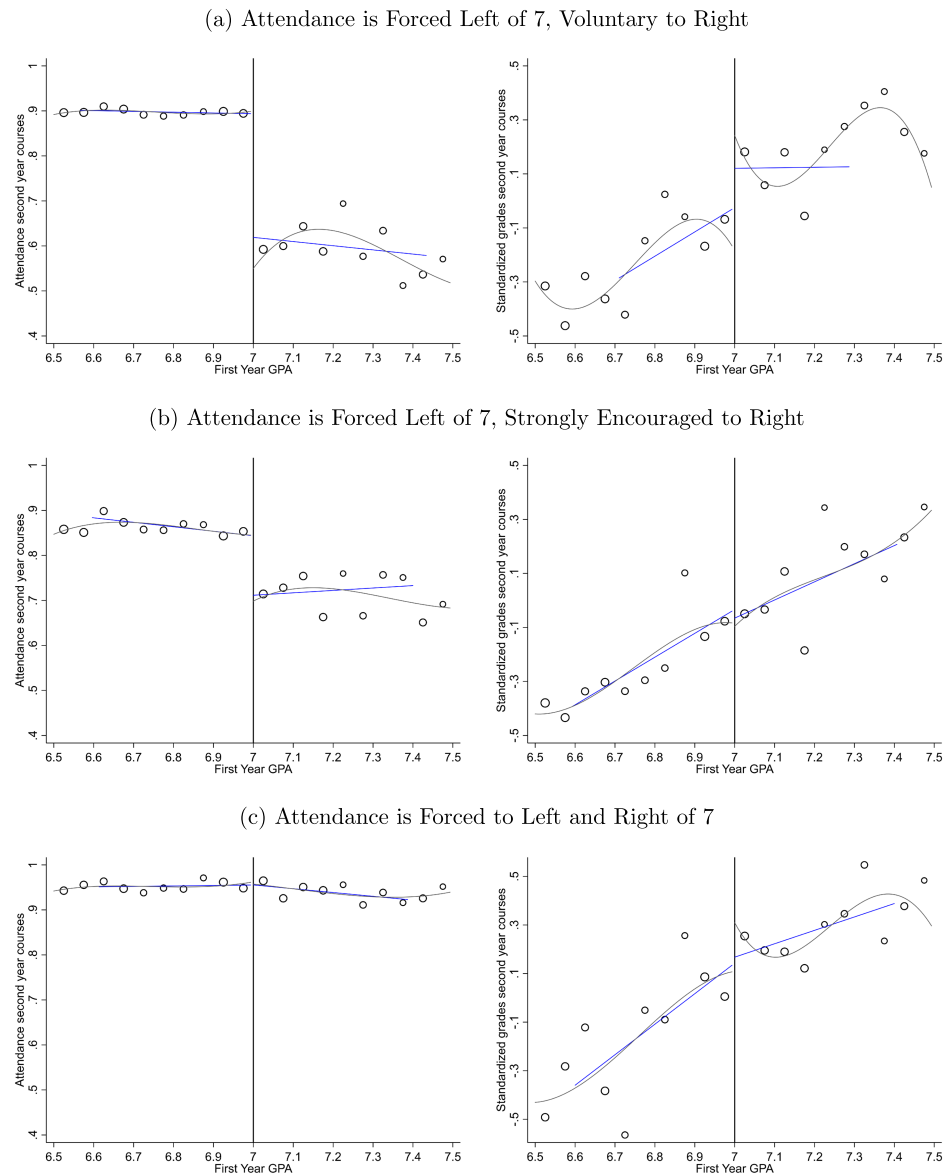 (a) Attendance is Forced Left of 7, Voluntary to Right
Attendance second year courses
1
.9
.8
.7
.6
.5
.4
6.5 6.6 6.7 6.8 6.9 7 7.1 7.2 7.3 7.4 7.5
First Year GPA
Standardized grades second year courses
.5
.3
.1
-.1
-.3
-.5
6.5 6.6 6.7 6.8 6.9 7 7.1 7.2 7.3 7.4 7.5
First Year GPA
(b) Attendance is Forced Left of 7, Strongly Encouraged to Right
Attendance second year courses
1
.9
.8
.7
.6
.5
.4
6.5 6.6 6.7 6.8 6.9 7 7.1 7.2 7.3 7.4 7.5
First Year GPA
Standardized grades second year courses
.5
.3
.1
-.1
-.3
-.5
6.5 6.6 6.7 6.8 6.9 7 7.1 7.2 7.3 7.4 7.5
First Year GPA
(c) Attendance is Forced to Left and Right of 7
Attendance second year courses
1
.9
.8
.7
.6
.5
.4
6.5 6.6 6.7 6.8 6.9 7 7.1 7.2 7.3 7.4 7.5
First Year GPA
Standardized grades second year courses
.5
.3
.1
-.1
-.3
-.5
6.5 6.6 6.7 6.8 6.9 7 7.1 7.2 7.3 7.4 7.5
First Year GPA